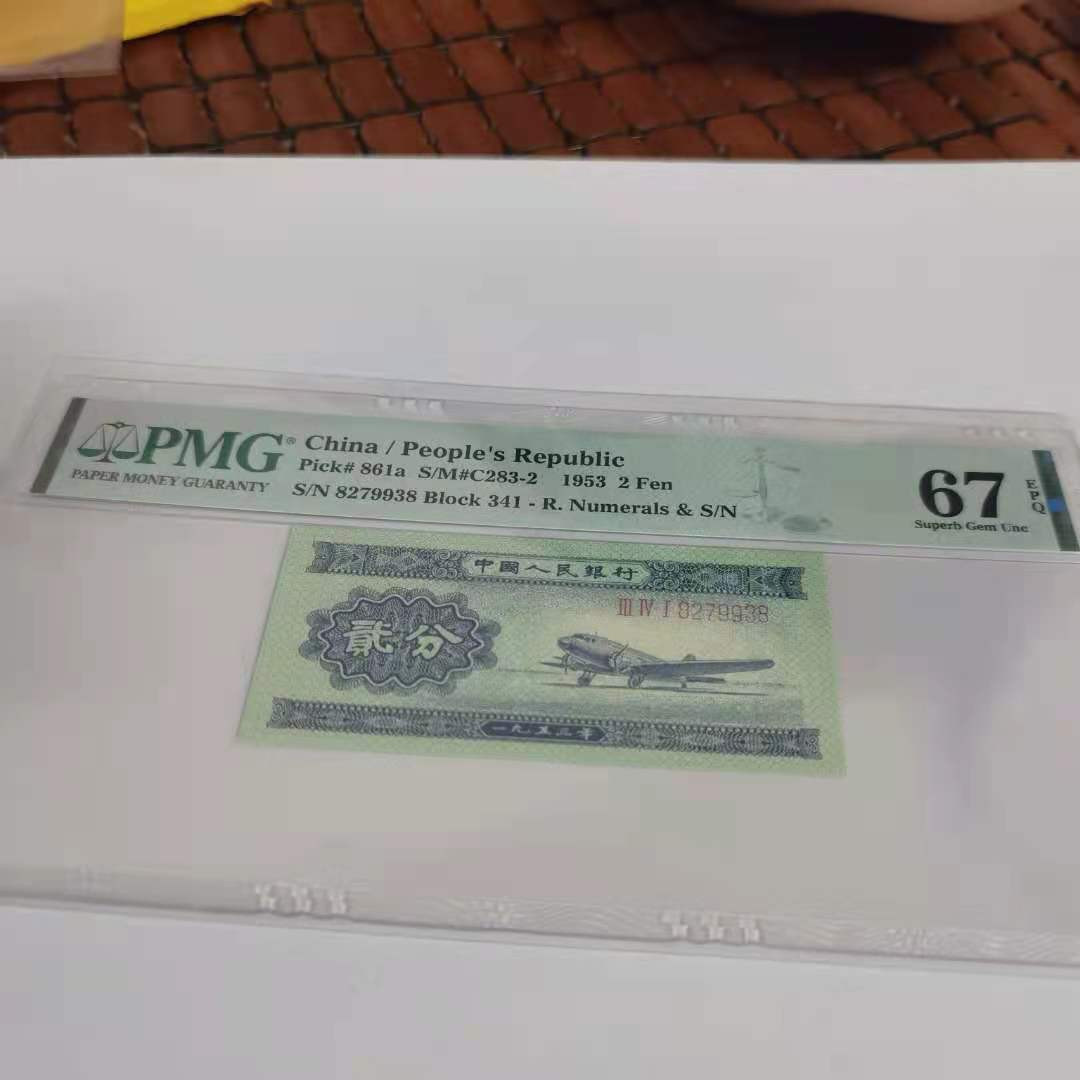 PMG®
PAPER MONEY GUARANTY
China / People's Republic
Pick# 861a S/M#C283-2 1953 2 Fen
S/N 8279938 Block 341 - R. Numerals & S/N
67
EPQ
Superb Gem Unc
中國人民銀行
III IV I 8279938
貳分
一九五三年